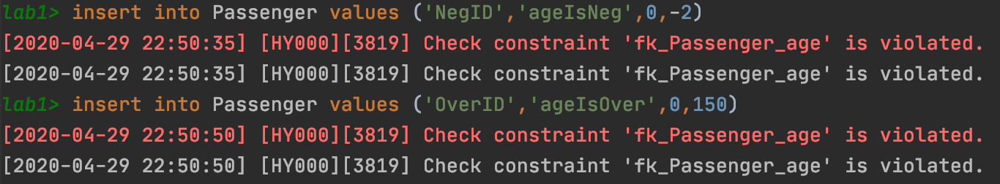 lab1> insert into Passenger values ('NegID','ageIsNeg',0,-2)
[2020-04-29 22:50:35] [HY000][3819] Check constraint 'fk_Passenger_age' is violated.
[2020-04-29 22:50:35] [HY000][3819] Check constraint 'fk_Passenger_age' is violated.
lab1> insert into Passenger values ('OverID','ageIsOver',0,150)
[2020-04-29 22:50:50] [HY000][3819] Check constraint 'fk_Passenger_age' is violated.
[2020-04-29 22:50:50] [HY000][3819] Check constraint 'fk_Passenger_age' is violated.